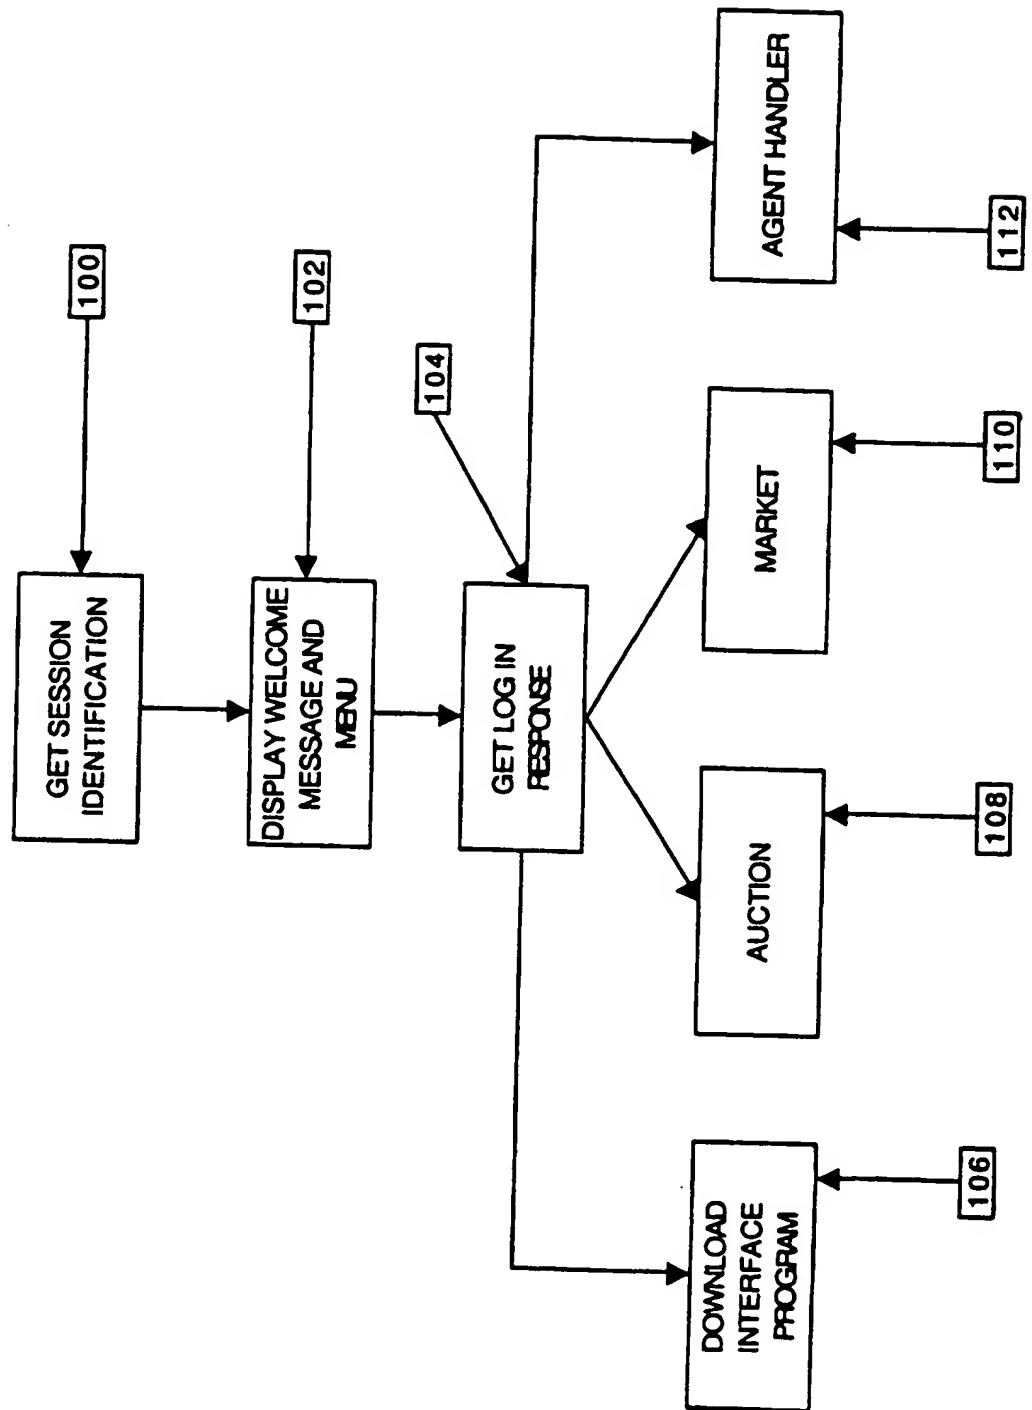 GET SESSION
IDENTIFICATION
100
DISPLAY WELCOME
MESSAGE AND
MENU
102
GET LOG IN
RESPONSE
104
DOWNLOAD
INTERFACE
PROGRAM
106
AUCTION
108
MARKET
110
AGENT HANDLER
112